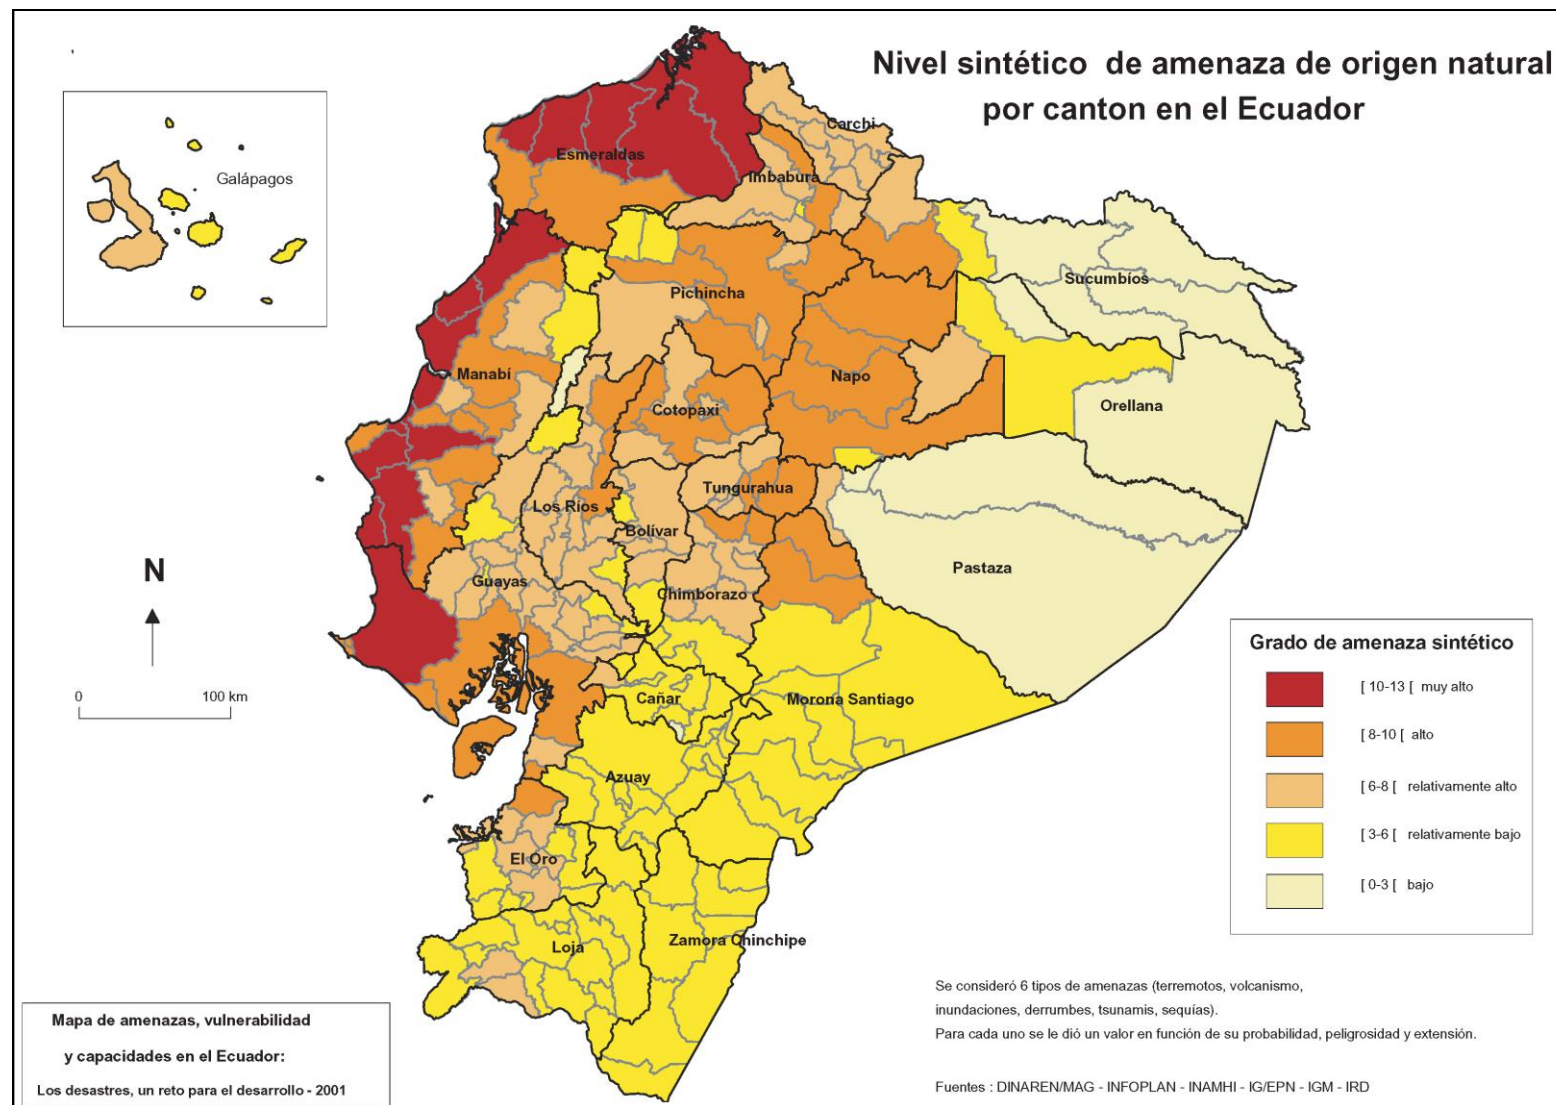 Nivel sintético de amenaza de origen natural
por canton en el Ecuador
Galápagos
Carchi
Esmeraldas
Imbabura
Sucumbíos
Pichincha
Manabí
Napo
Orellana
Cotopaxi
Tungurahua
Los Ríos
Bolívar
Pastaza
Guayas
Chimborazo
N
0 100 km
Cañar
Morona Santiago
Azuay
El Oro
Loja
Zamora Chinchipe
Grado de amenaza sintético
[ 10-13 [ muy alto
[ 8-10 [ alto
[ 6-8 [ relativamente alto
[ 3-6 [ relativamente bajo
[ 0-3 [ bajo
Se consideró 6 tipos de amenazas (terremotos, volcanismo,
inundaciones, derrumbes, tsunamis, sequías).
Para cada uno se le dió un valor en función de su probabilidad, peligrosidad y extensión.
Fuentes : DINAREN/MAG - INFOPLAN - INAMHI - IG/EPN - IGM - IRD
Mapa de amenazas, vulnerabilidad
y capacidades en el Ecuador:
Los desastres, un reto para el desarrollo - 2001